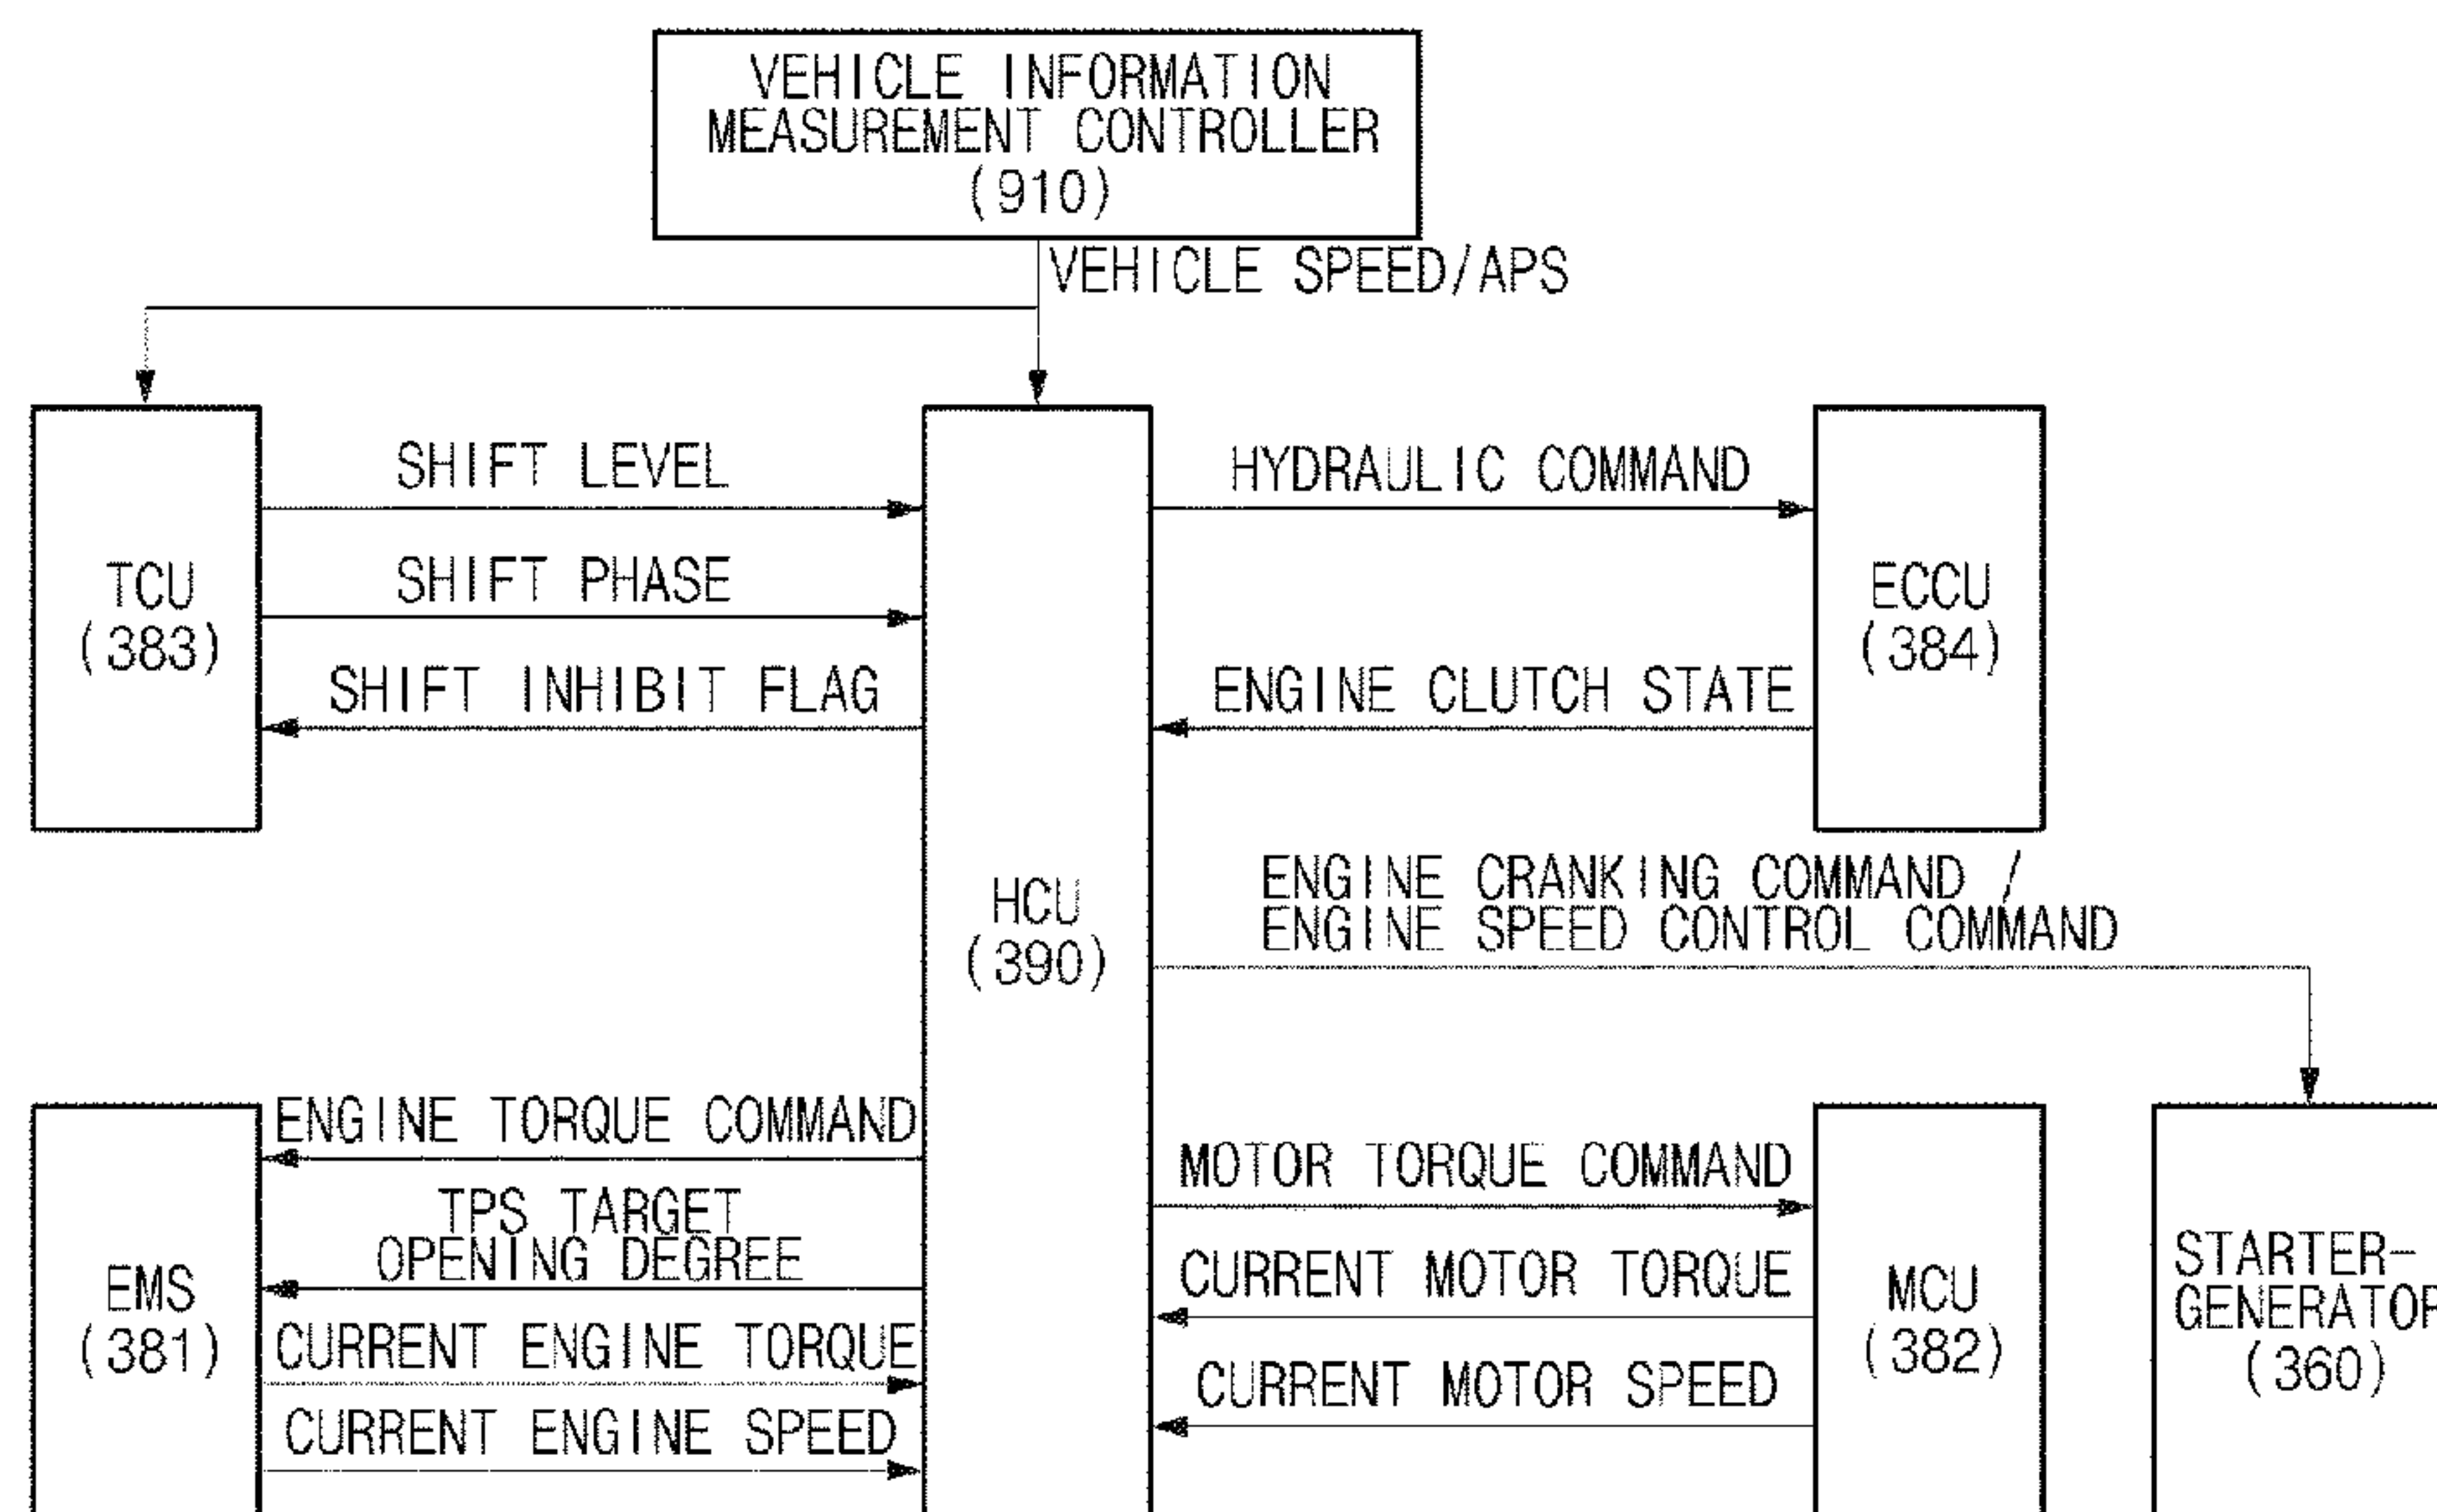 VEHICLE INFORMATION
MEASUREMENT CONTROLLER
(910)
VEHICLE SPEED/APS
TCU
(383)
SHIFT LEVEL
SHIFT PHASE
SHIFT INHIBIT FLAG
HCU
(390)
HYDRAULIC COMMAND
ENGINE CLUTCH STATE
ECCU
(384)
ENGINE CRANKING COMMAND /
ENGINE SPEED CONTROL COMMAND
EMS
(381)
ENGINE TORQUE COMMAND
TPS TARGET
OPENING DEGREE
CURRENT ENGINE TORQUE
CURRENT ENGINE SPEED
MOTOR TORQUE COMMAND
CURRENT MOTOR TORQUE
CURRENT MOTOR SPEED
MCU
(382)
STARTER-
GENERATOR
(360)